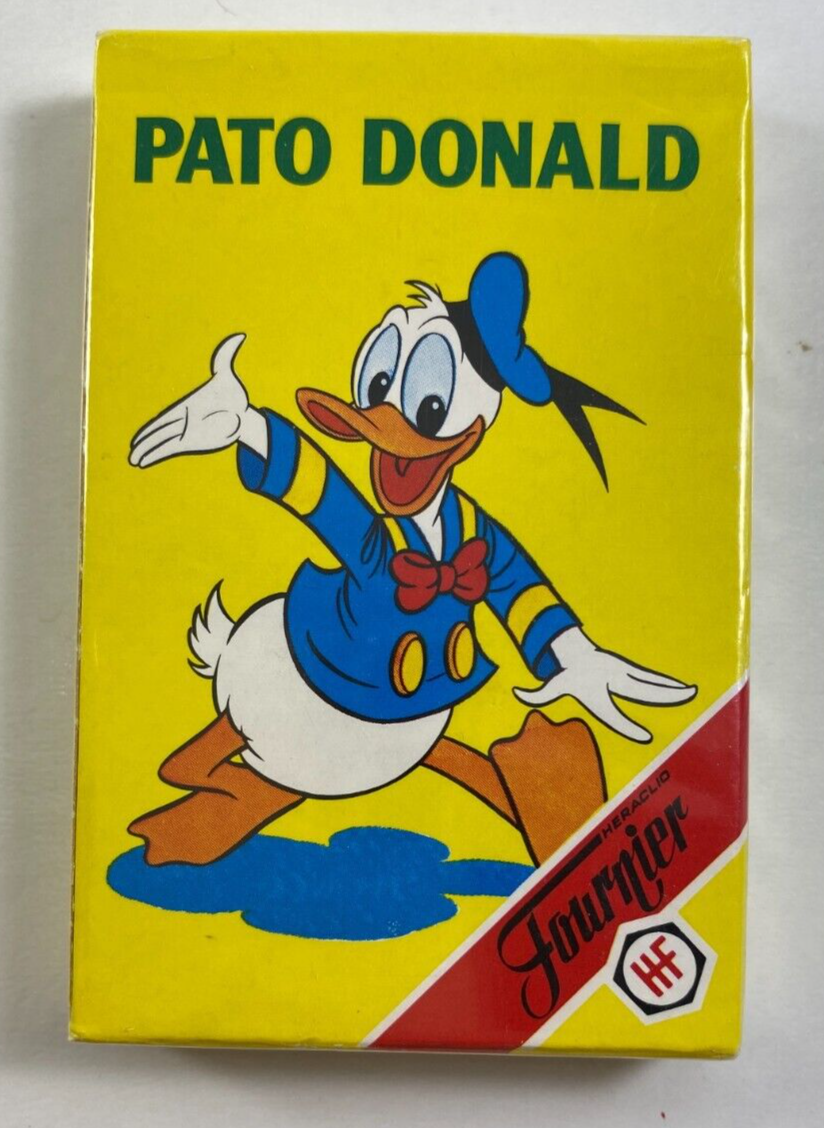 PATO DONALD
HERACLIO
Fournier
HF